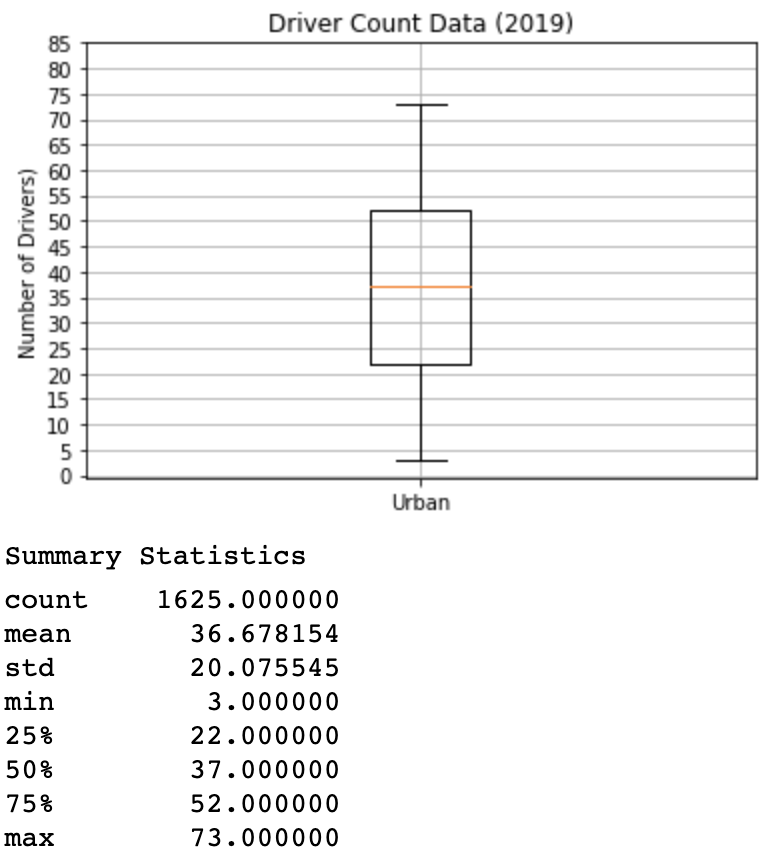 Driver Count Data (2019)
85
80
75
70
65
60
55
50
45
40
35
30
25
20
15
10
5
0
Number of Drivers)
Urban
Summary Statistics
count 1625.000000
mean 36.678154
std 20.075545
min 3.000000
25% 22.000000
50% 37.000000
75% 52.000000
max 73.000000